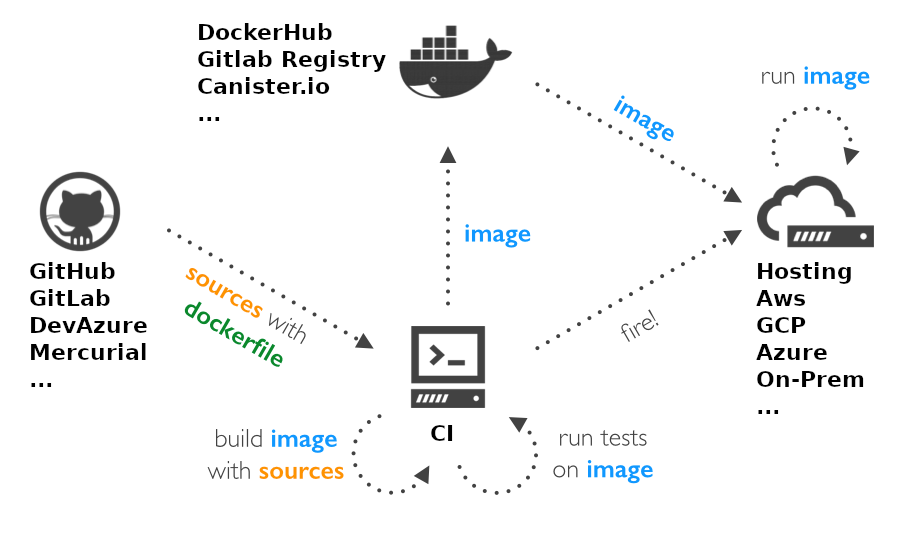 DockerHub
Gitlab Registry
Canister.io
...
run image
image
image
GitHub
GitLab
DevAzure
Mercurial
...
sources with
dockerfile
Hosting
Aws
GCP
Azure
On-Prem
...
fire!
CI
build image
with sources
run tests
on image